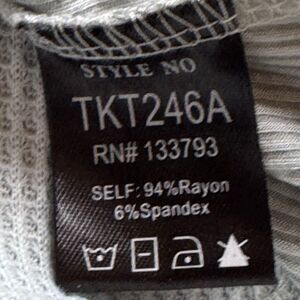 STYLE NO
TKT246A
RN# 133793
SELF: 94%Rayon
6%Spandex